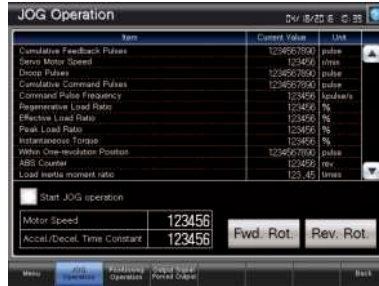 JOG Operation
Item Current Value Unit
Cumulative Feedback Pulses 1234567890 pulse
Servo Motor Speed 123456 r/min
Droop Pulses 1234567890 pulse
Cumulative Command Pulses 1234567890 pulse
Command Pulse Frequency 123456 kpulse/s
Regenerative Load Ratio 123456 %
Effective Load Ratio 123456 %
Peak Load Ratio 123456 %
Instantaneous Torque 123456 %
Within One-revolution Position 1234567890 pulse
ABS Counter 123456 rev
Load inertia moment ratio 123.45 times
Start JOG operation
Motor Speed 123456
Accel./Decel. Time Constant 123456
Fwd. Rot. Rev. Rot.
Menu JOG Operation Positioning Operation Output Signal Forced Output Back